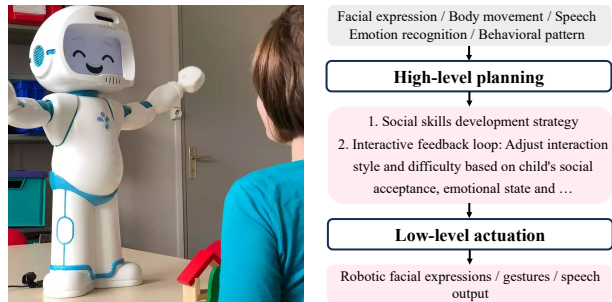 Facial expression / Body movement / Speech
Emotion recognition / Behavioral pattern
High-level planning
1. Social skills development strategy
2. Interactive feedback loop: Adjust interaction
style and difficulty based on child's social
acceptance, emotional state and …
Low-level actuation
Robotic facial expressions / gestures / speech
output